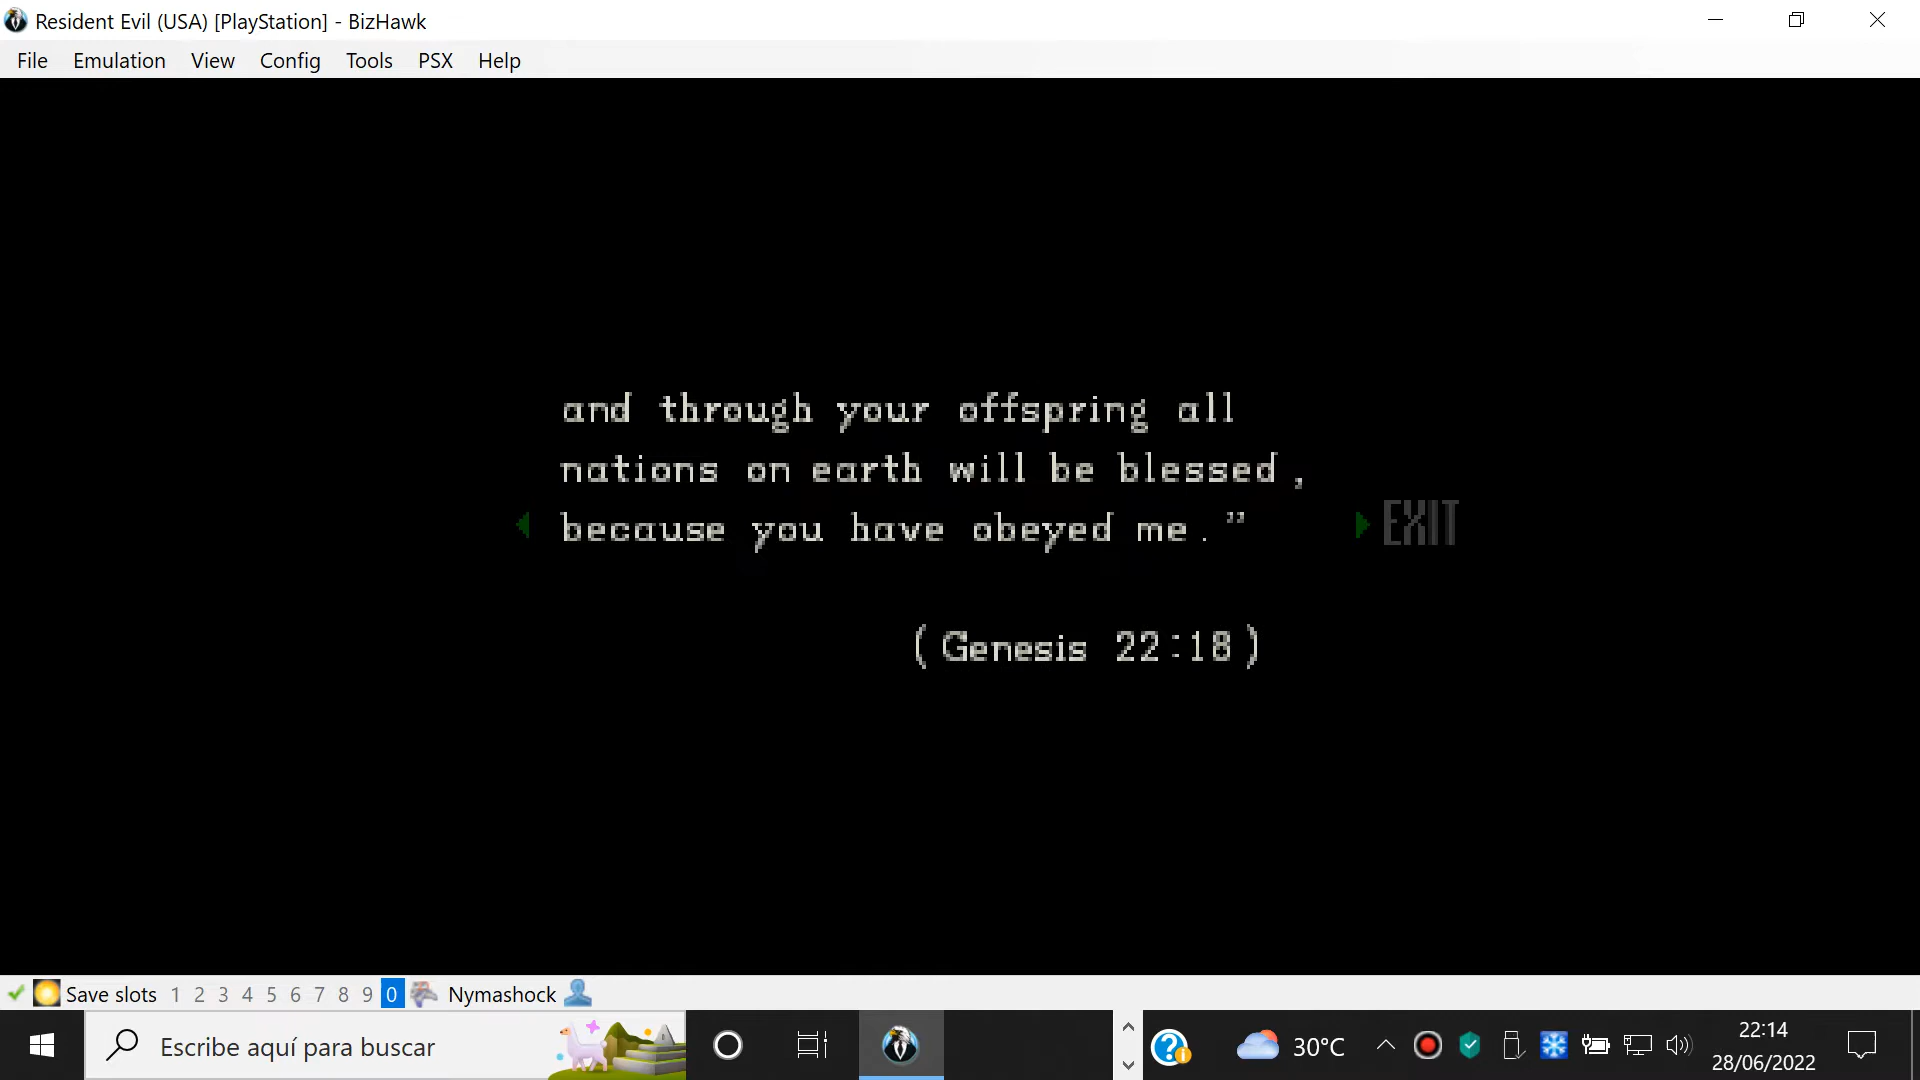 Resident Evil (USA) [PlayStation] - BizHawk
File Emulation View Config Tools PSX Help
and through your offspring all
nations on earth will be blessed,
because you have obeyed me.”
EXIT
(Genesis 22:18)
Save slots 1 2 3 4 5 6 7 8 9 0 Nymashock
Escribe aquí para buscar
30°C
22:14
28/06/2022